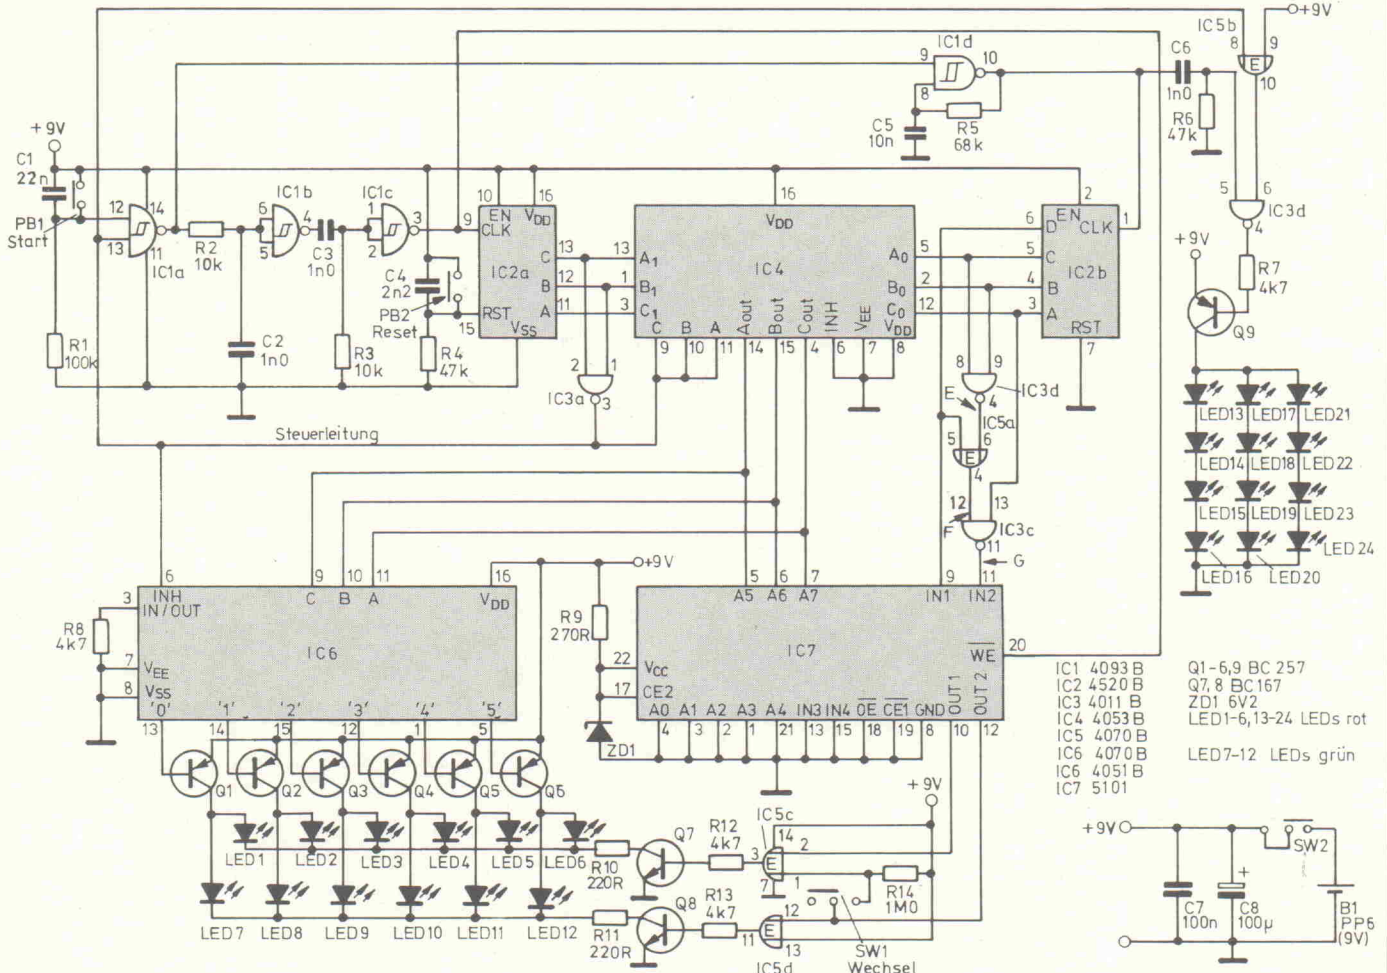 IC5b
8
9
+9V
E
10
IC1d
9
10
8
C5
10n
R5
68k
C6
1n0
R6
47k
+9V
C1
22n
PB1
Start
12
13
14
11
IC1a
R1
100k
R2
10k
C2
1n0
IC1b
6
5
4
C3
1n0
R3
10k
IC1c
1
2
3
C4
2n2
PB2
Reset
R4
47k
10
16
EN
VDD
9
CLK
IC2a
C
13
B
12
A
11
15
RST
VSS
16
VDD
IC4
13
A1
1
B1
3
C1
A0
5
B0
2
C0
12
C
B
A
Aout
Bout
Cout
INH
VEE
VDD
9
10
11
14
15
4
6
7
8
2
EN
6
D
CLK
1
5
C
IC2b
4
B
3
A
RST
7
5
6
IC3d
4
+9V
R7
4k7
Q9
LED13
LED17
LED21
LED14
LED18
LED22
LED15
LED19
LED23
LED24
LED16
LED20
2
1
IC3a
3
Steuerleitung
8
9
IC3d
E
4
IC5a
5
6
E
4
12
13
F
IC3c
11
G
6
INH
3
IN/OUT
R8
4k7
7
VEE
8
VSS
9
10
11
C
B
A
16
VDD
IC6
'0'
'1'
'2'
'3'
'4'
'5'
13
14
15
12
1
5
+9V
R9
270R
22
VCC
17
CE2
ZD1
5
6
7
A5
A6
A7
9
11
IN1
IN2
IC7
WE
20
A0
A1
A2
A3
A4
IN3
IN4
OE
CE1
GND
OUT1
OUT2
4
3
2
1
21
13
15
18
19
8
10
12
Q1
Q2
Q3
Q4
Q5
Q6
LED1
LED2
LED3
LED4
LED5
LED6
LED7
LED8
LED9
LED10
LED11
LED12
R10
220R
Q7
R11
220R
Q8
R12
4k7
R13
4k7
IC5c
14
3
E
2
7
1
12
11
E
13
IC5d
+9V
R14
1M0
SW1
Wechsel
IC1 4093B
IC2 4520B
IC3 4011B
IC4 4053B
IC5 4070B
IC6 4070B
IC6 4051B
IC7 5101
Q1-6,9 BC257
Q7,8 BC167
ZD1 6V2
LED1-6,13-24 LEDs rot
LED7-12 LEDs grün
+9V
C7
100n
+
C8
100µ
SW2
B1
PP6
(9V)